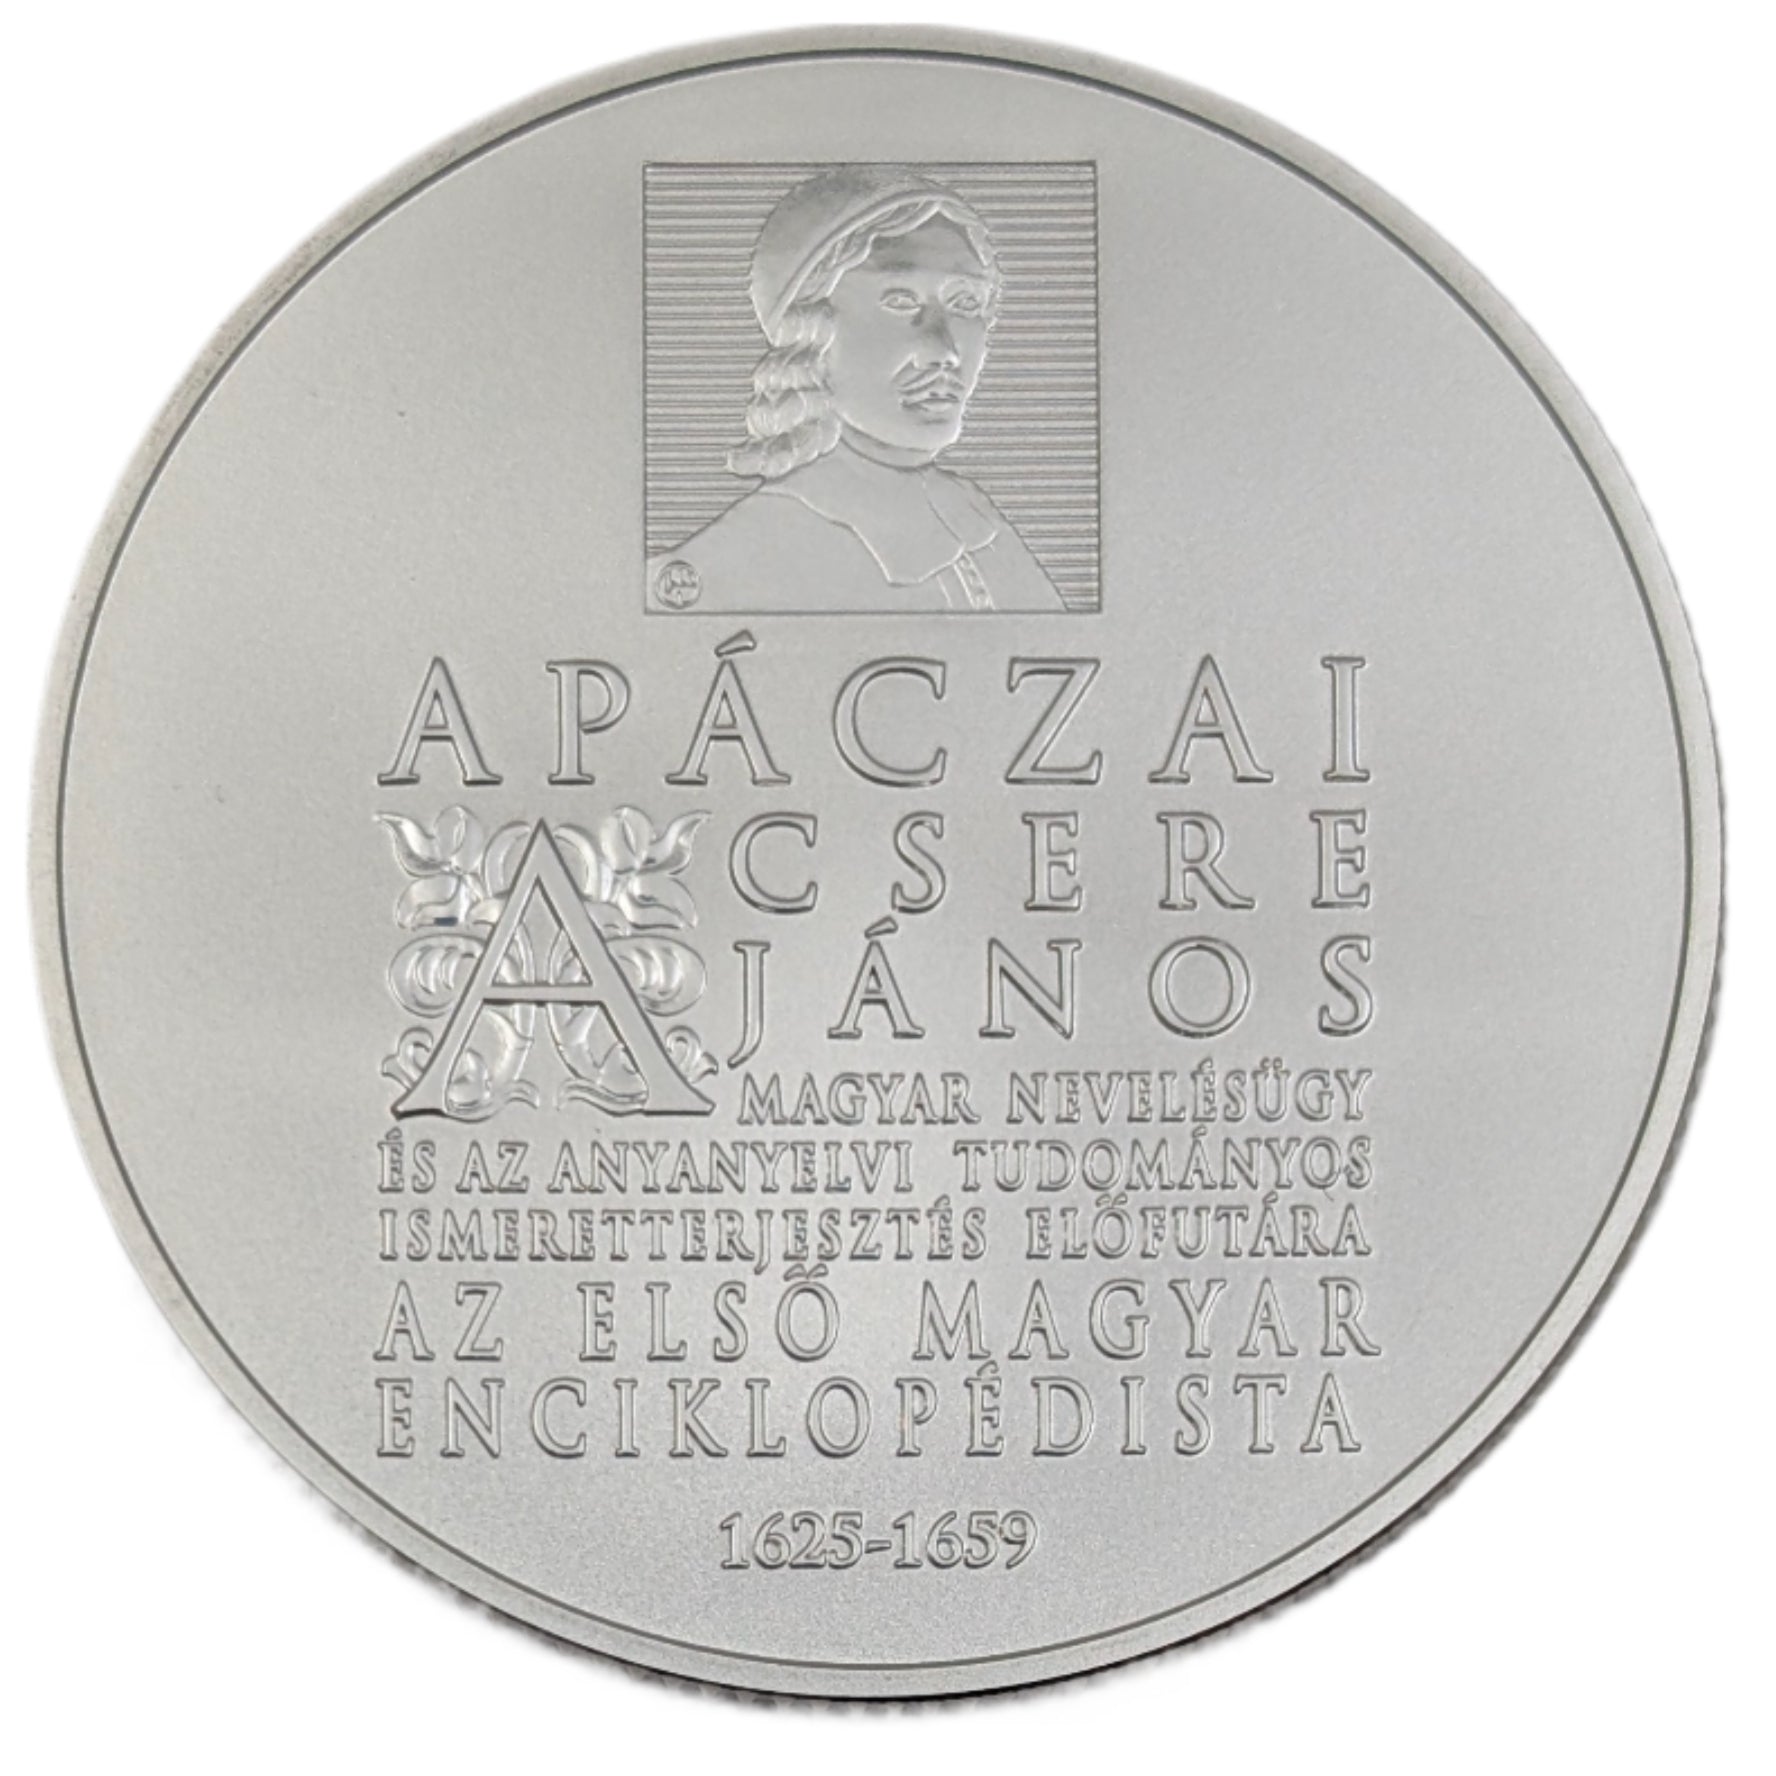 APÁCZAI
CSERE
A JÁNOS
MAGYAR NEVELÉSÜGY
ÉS AZ ANYANYELVI TUDOMÁNYOS
ISMERETTERJESZTÉS ELŐFUTÁRA
AZ ELSŐ MAGYAR
ENCIKLOPÉDISTA
1625-1659